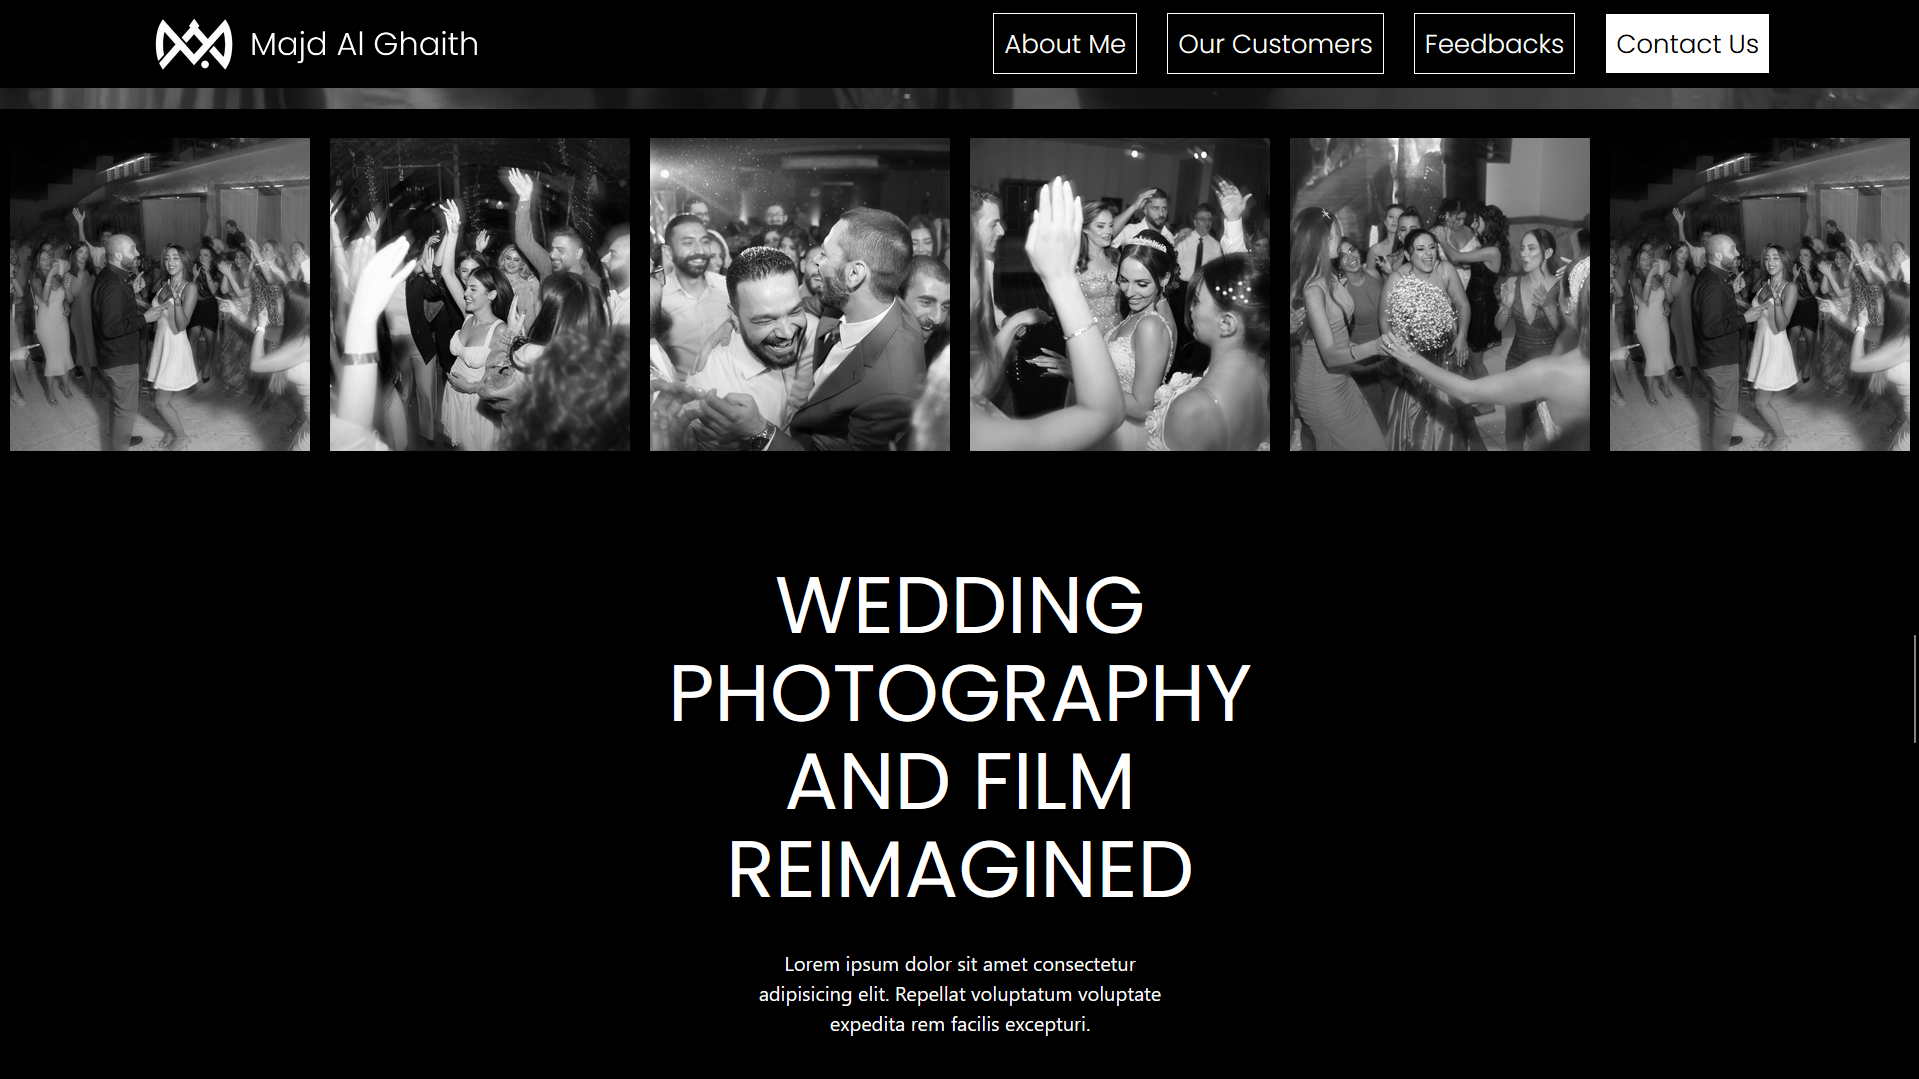 Majd Al Ghaith
About Me
Our Customers
Feedbacks
Contact Us
WEDDING
PHOTOGRAPHY
AND FILM
REIMAGINED
Lorem ipsum dolor sit amet consectetur
adipisicing elit. Repellat voluptatum voluptate
expedita rem facilis excepturi.